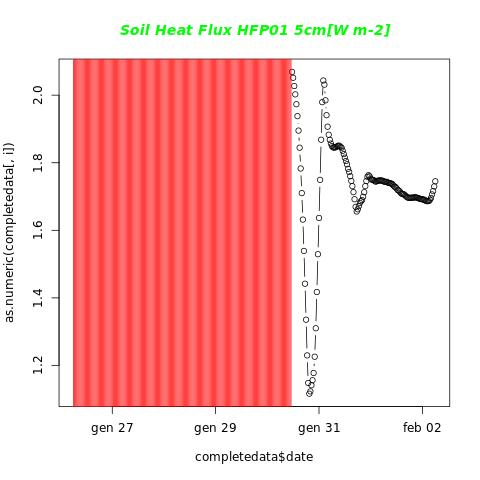 Soil Heat Flux HFP01 5cm[W m-2]
as.numeric(completedata[, i])
2.0
1.8
1.6
1.4
1.2
gen 27 gen 29 gen 31 feb 02
completedata$date